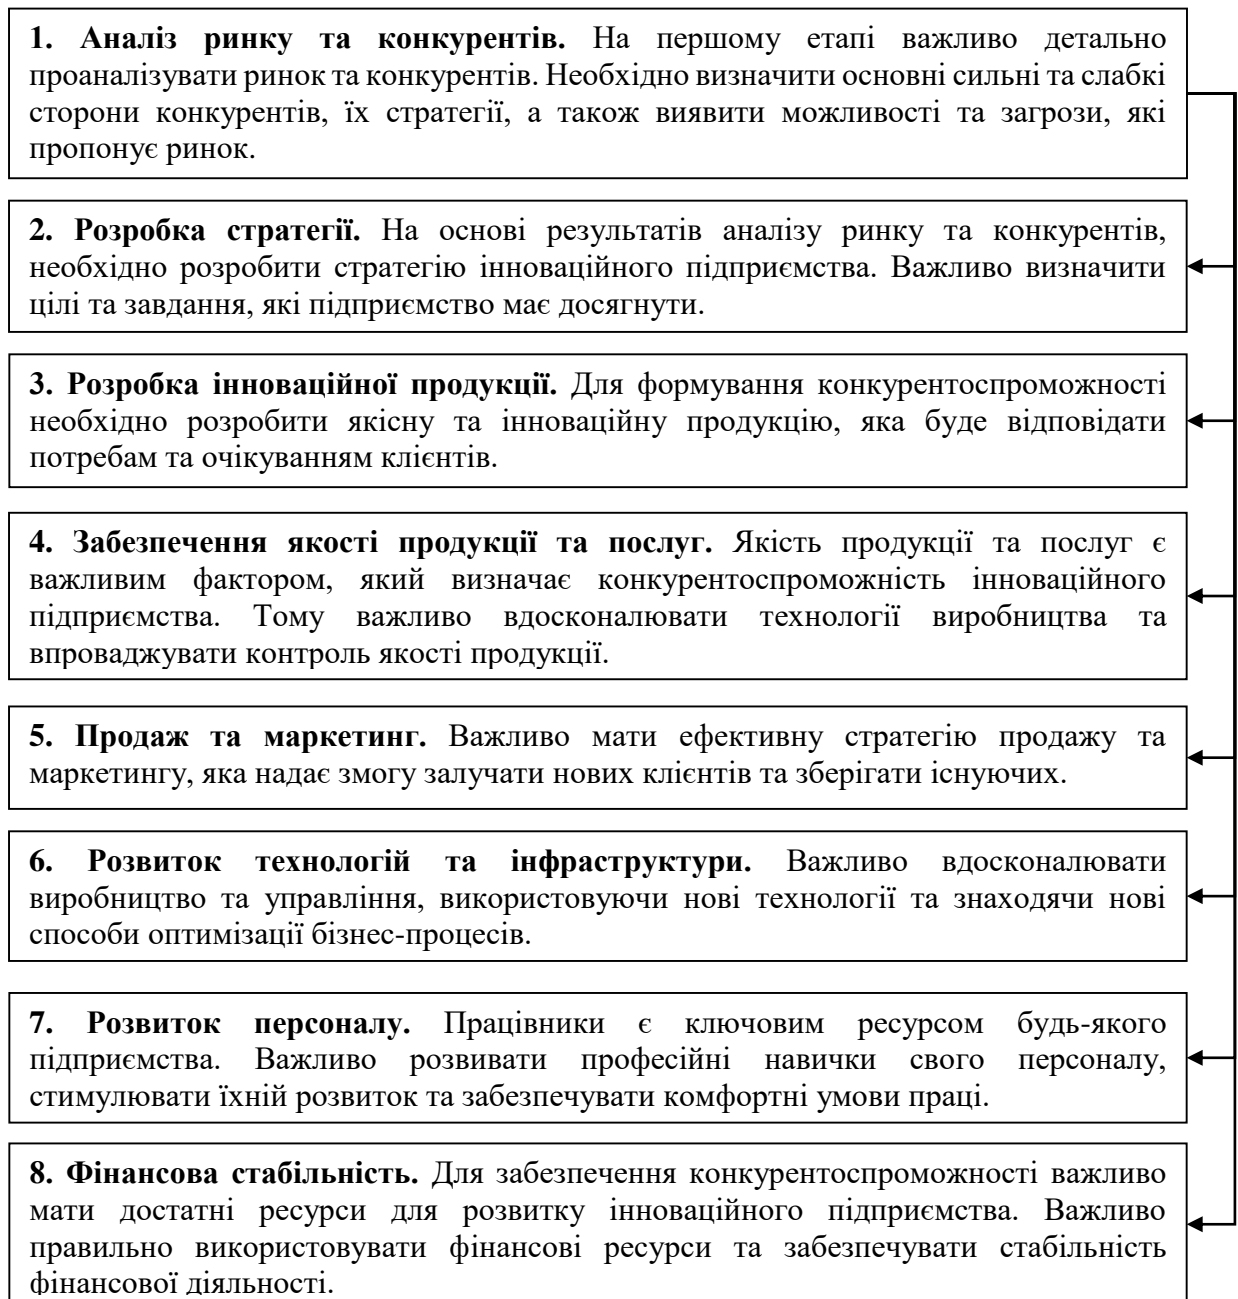 1. Аналіз ринку та конкурентів. На першому етапі важливо детально
проаналізувати ринок та конкурентів. Необхідно визначити основні сильні та слабкі
сторони конкурентів, їх стратегії, а також виявити можливості та загрози, які
пропонує ринок.
2. Розробка стратегії. На основі результатів аналізу ринку та конкурентів,
необхідно розробити стратегію інноваційного підприємства. Важливо визначити
цілі та завдання, які підприємство має досягнути.
3. Розробка інноваційної продукції. Для формування конкурентоспроможності
необхідно розробити якісну та інноваційну продукцію, яка буде відповідати
потребам та очікуванням клієнтів.
4. Забезпечення якості продукції та послуг. Якість продукції та послуг є
важливим фактором, який визначає конкурентоспроможність інноваційного
підприємства. Тому важливо вдосконалювати технології виробництва та
впроваджувати контроль якості продукції.
5. Продаж та маркетинг. Важливо мати ефективну стратегію продажу та
маркетингу, яка надає змогу залучати нових клієнтів та зберігати існуючих.
6. Розвиток технологій та інфраструктури. Важливо вдосконалювати
виробництво та управління, використовуючи нові технології та знаходячи нові
способи оптимізації бізнес-процесів.
7. Розвиток персоналу. Працівники є ключовим ресурсом будь-якого
підприємства. Важливо розвивати професійні навички свого персоналу,
стимулювати їхній розвиток та забезпечувати комфортні умови праці.
8. Фінансова стабільність. Для забезпечення конкурентоспроможності важливо
мати достатні ресурси для розвитку інноваційного підприємства. Важливо
правильно використовувати фінансові ресурси та забезпечувати стабільність
фінансової діяльності.